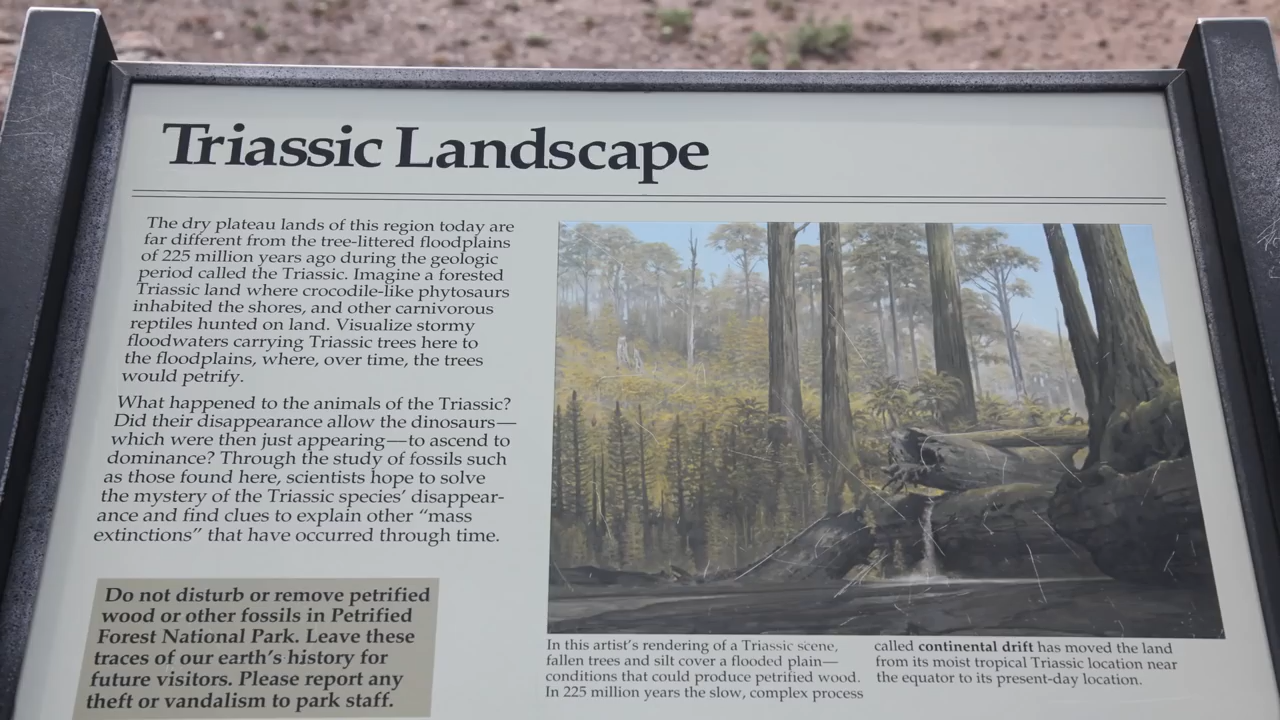 Triassic Landscape
The dry plateau lands of this region today are
far different from the tree-littered floodplains
of 225 million years ago during the geologic
period called the Triassic. Imagine a forested
Triassic land where crocodile-like phytosaurs
inhabited the shores, and other carnivorous
reptiles hunted on land. Visualize stormy
floodwaters carrying Triassic trees here to
the floodplains, where, over time, the trees
would petrify.
What happened to the animals of the Triassic?
Did their disappearance allow the dinosaurs—
which were then just appearing—to ascend to
dominance? Through the study of fossils such
as those found here, scientists hope to solve
the mystery of the Triassic species' disappear-
ance and find clues to explain other “mass
extinctions” that have occurred through time.
Do not disturb or remove petrified
wood or other fossils in Petrified
Forest National Park. Leave these
traces of our earth's history for
future visitors. Please report any
theft or vandalism to park staff.
In this artist's rendering of a Triassic scene,
fallen trees and silt cover a flooded plain—
conditions that could produce petrified wood.
In 225 million years the slow, complex process
called continental drift has moved the land
from its moist tropical Triassic location near
the equator to its present-day location.